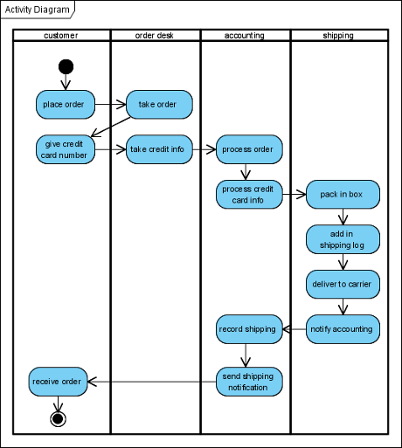 Activity Diagram
customer order desk accounting shipping
place order take order
give credit
card number
take credit info process order
process credit
card info
pack in box
add in
shipping log
deliver to carrier
record shipping notify accounting
receive order
send shipping
notification